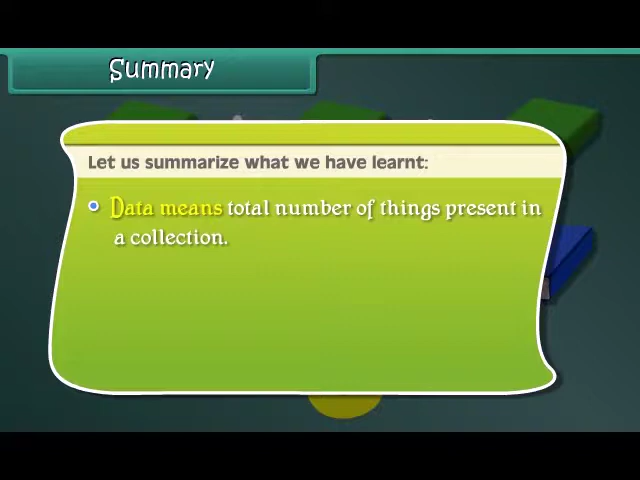 Summary
Let us summarize what we have learnt:
Data means total number of things present in
a collection.